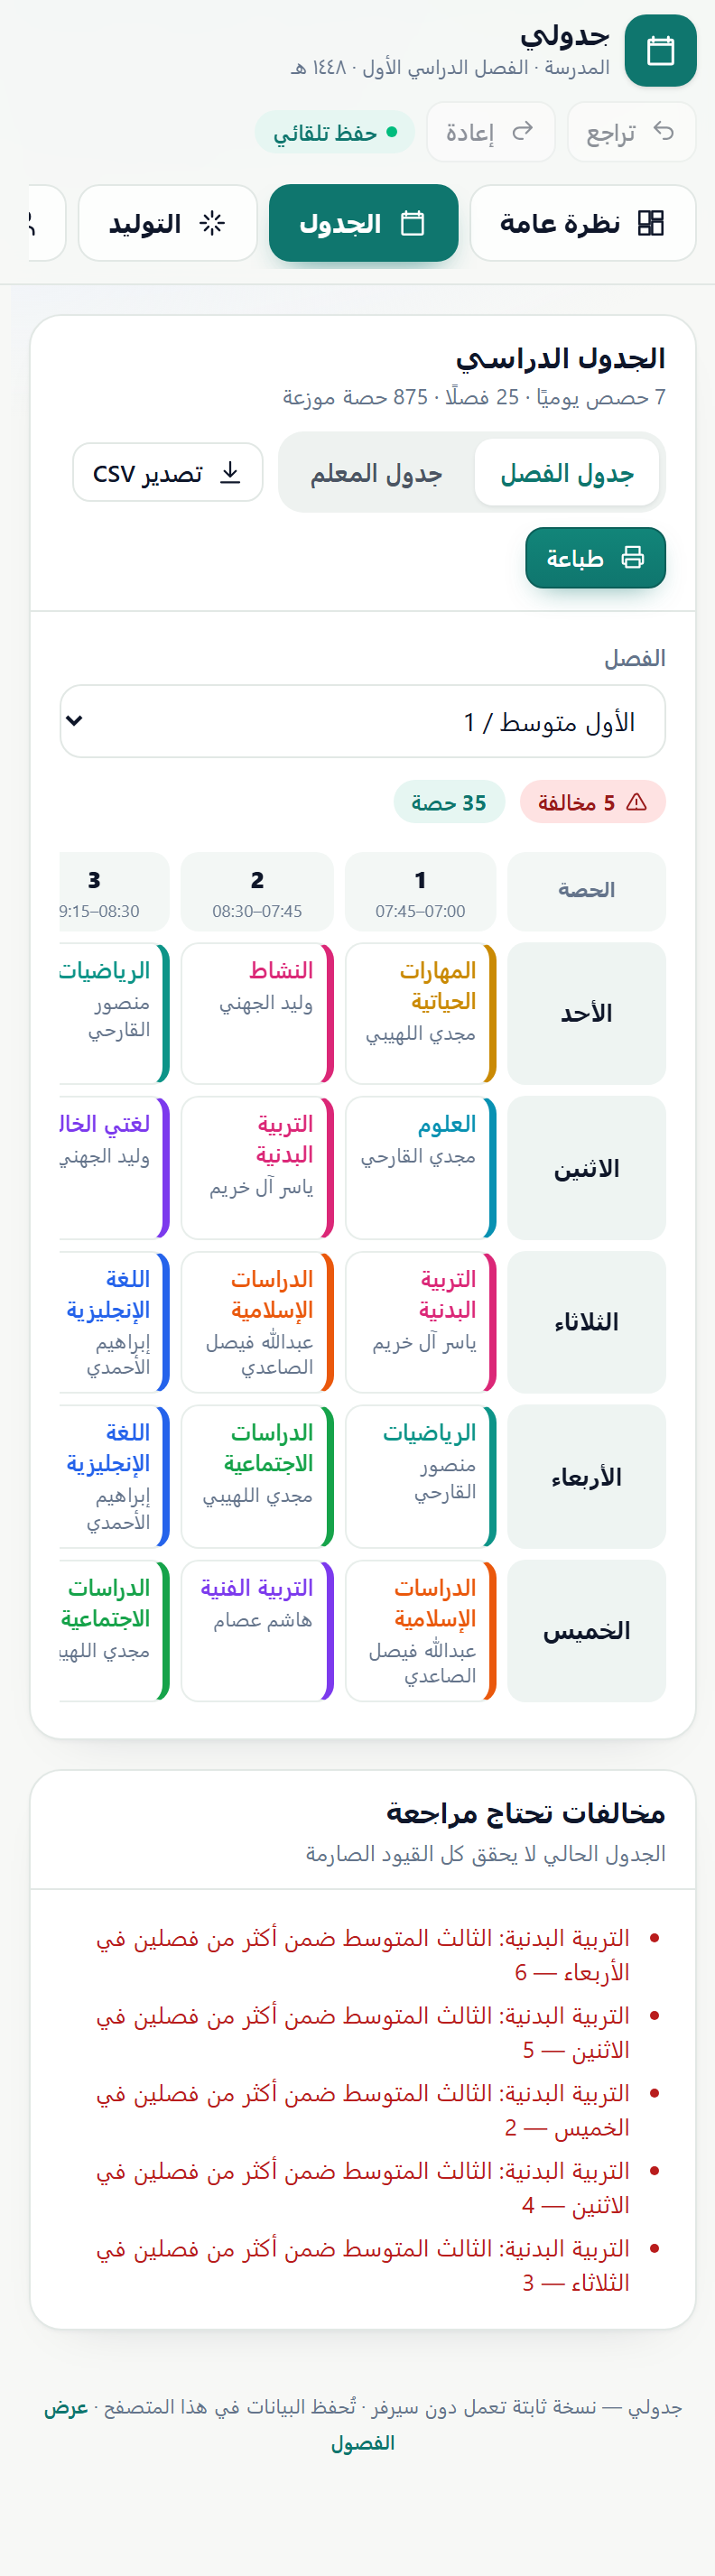 جدولي
المدرسة · الفصل الدراسي الأول · ١٤٤٨ هـ
تراجع
إعادة
حفظ تلقائي
نظرة عامة
الجدول
التوليد
الجدول الدراسي
7 حصص يوميًا · 25 فصلًا · 875 حصة موزعة
جدول الفصل
جدول المعلم
تصدير CSV
طباعة
الفصل
الأول متوسط / 1
5 مخالفة
35 حصة
الحصة
1
2
3
07:00–07:45
07:45–08:30
08:30–9:15
الأحد
المهارات
الحياتية
مجدي اللهيبي
النشاط
وليد الجهني
الرياضيات
منصور
القارحي
الاثنين
العلوم
مجدي القارحي
التربية
البدنية
ياسر آل خريم
لغتي
وليد الجهني
الثلاثاء
التربية
البدنية
ياسر آل خريم
الدراسات
الإسلامية
عبدالله فيصل
الصاعدي
اللغة
الإنجليزية
إبراهيم
الأحمدي
الأربعاء
الرياضيات
منصور
القارحي
الدراسات
الاجتماعية
مجدي اللهيبي
اللغة
الإنجليزية
إبراهيم
الأحمدي
الخميس
الدراسات
الإسلامية
عبدالله فيصل
الصاعدي
التربية الفنية
هاشم عصام
الدراسات
الاجتماعية
مجدي
مخالفات تحتاج مراجعة
الجدول الحالي لا يحقق كل القيود الصارمة
التربية البدنية: الثالث المتوسط ضمن أكثر من فصلين في
الأربعاء — 6
التربية البدنية: الثالث المتوسط ضمن أكثر من فصلين في
الاثنين — 5
التربية البدنية: الثالث المتوسط ضمن أكثر من فصلين في
الخميس — 2
التربية البدنية: الثالث المتوسط ضمن أكثر من فصلين في
الاثنين — 4
التربية البدنية: الثالث المتوسط ضمن أكثر من فصلين في
الثلاثاء — 3
جدولي — نسخة ثابتة تعمل دون سيرفر · تُحفظ البيانات في هذا المتصفح · عرض
الفصول